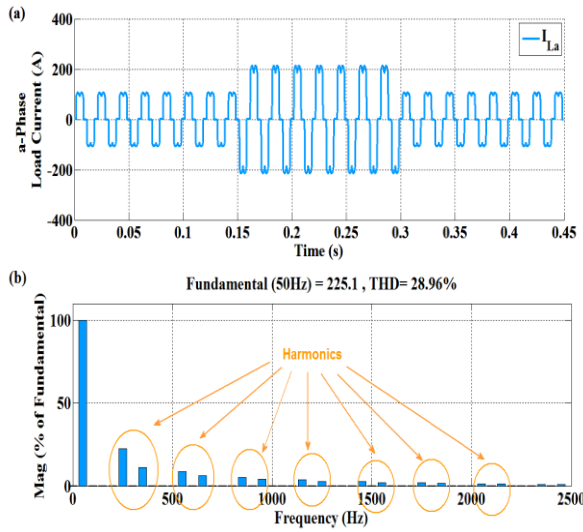 (a)
a-Phase
Load Current (A)
400
200
0
-200
-400
I_La
0 0.05 0.1 0.15 0.2 0.25 0.3 0.35 0.4 0.45
Time (s)
(b)
Fundamental (50Hz) = 225.1 , THD= 28.96%
Mag (% of Fundamental)
100
50
0
Harmonics
0 500 1000 1500 2000 2500
Frequency (Hz)